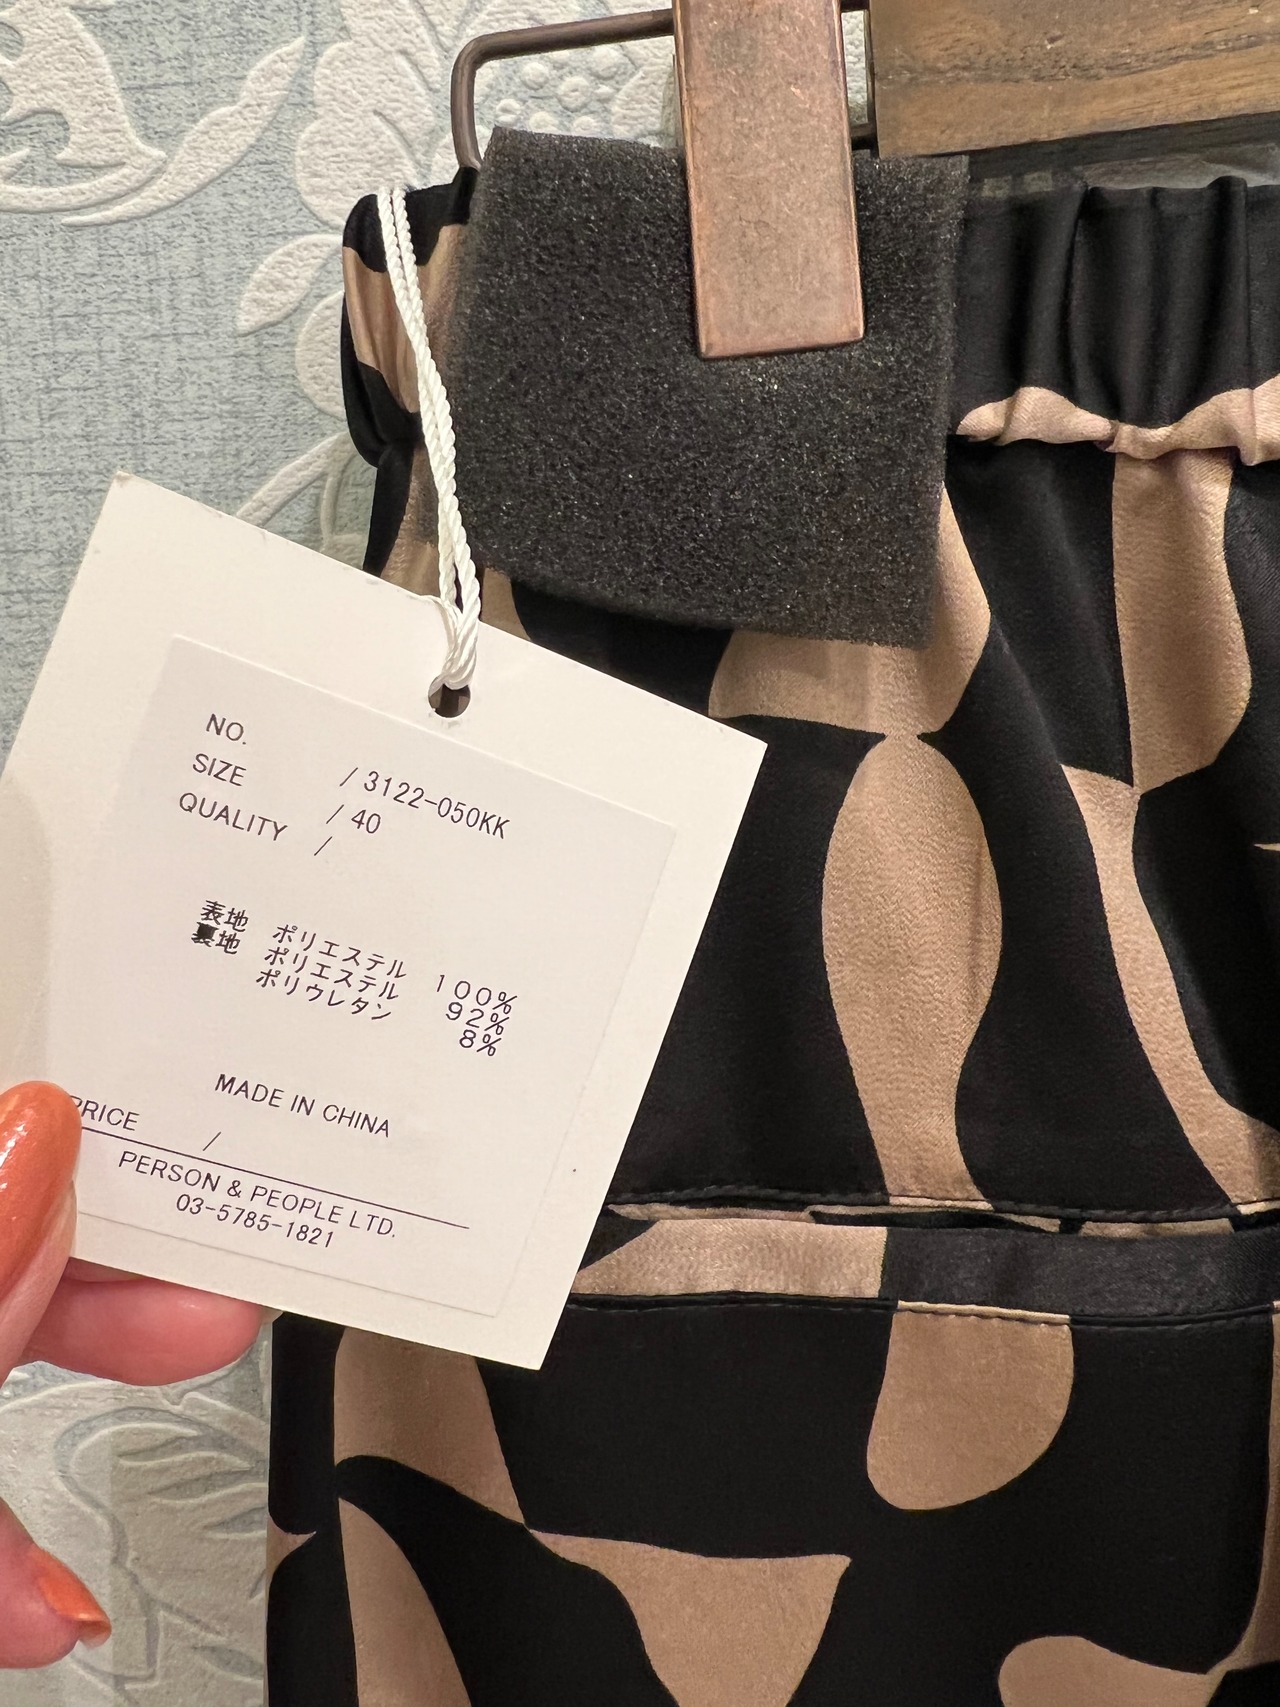 NO. / 3122-050KK
SIZE / 40
QUALITY /
表地 ポリエステル 100%
裏地 ポリエステル 92%
ポリウレタン 8%
MADE IN CHINA
PRICE /
PERSON & PEOPLE LTD.
03-5785-1821